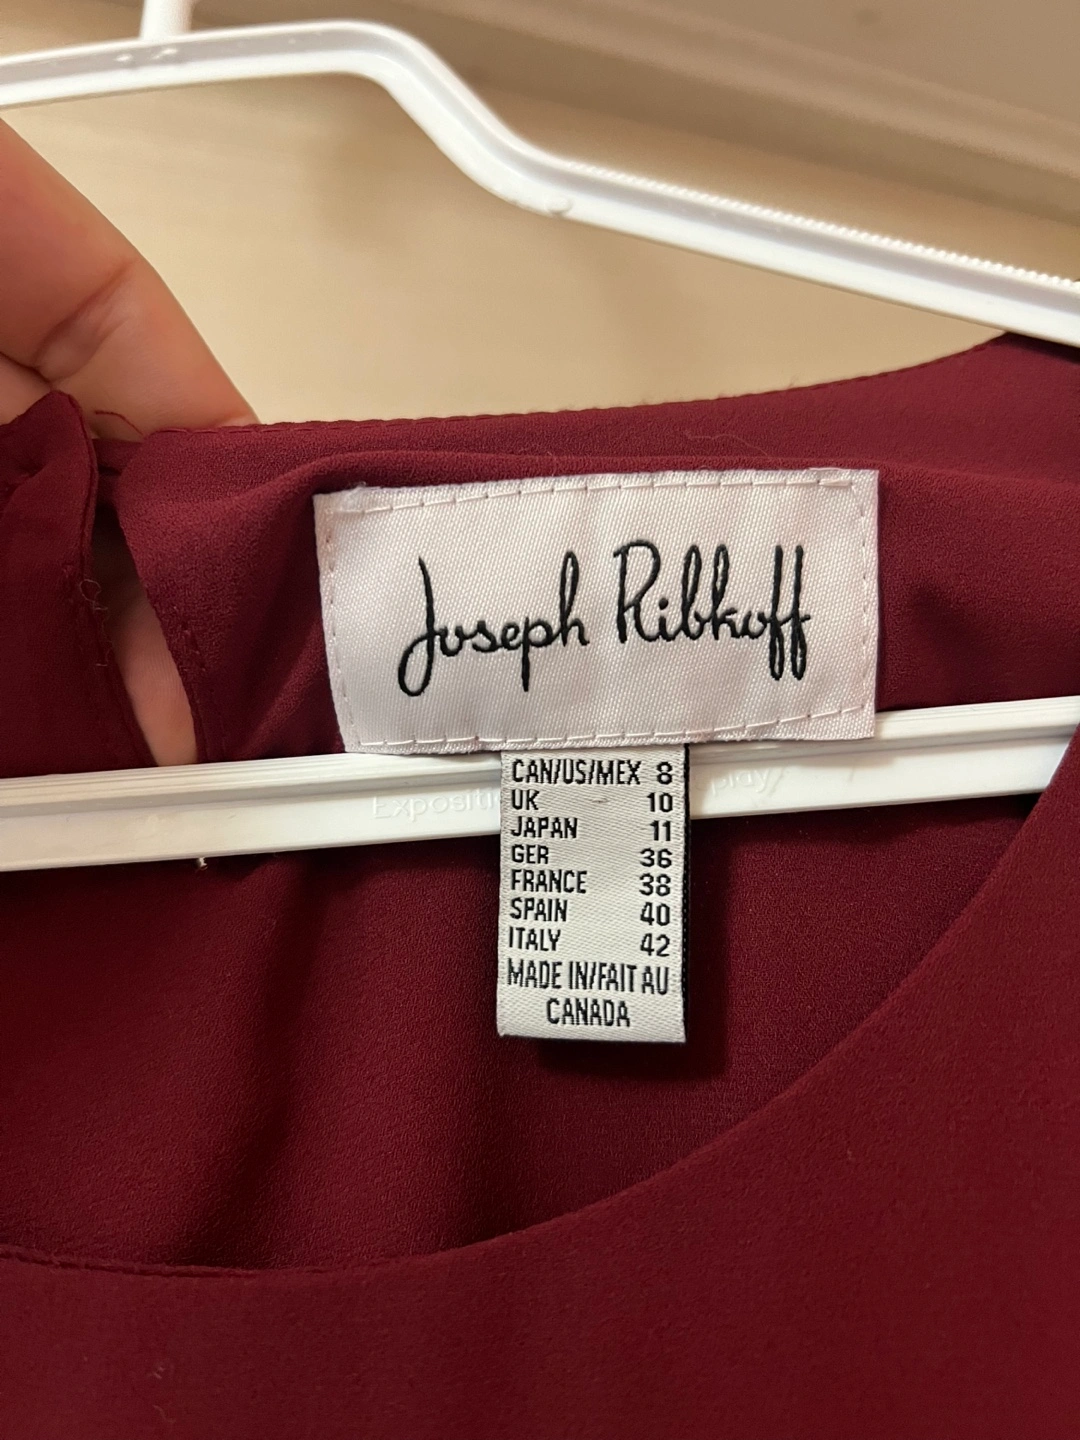 Joseph Ribkoff
CAN/US/MEX 8
UK 10
JAPAN 11
GER 36
FRANCE 38
SPAIN 40
ITALY 42
MADE IN/FAIT AU
CANADA